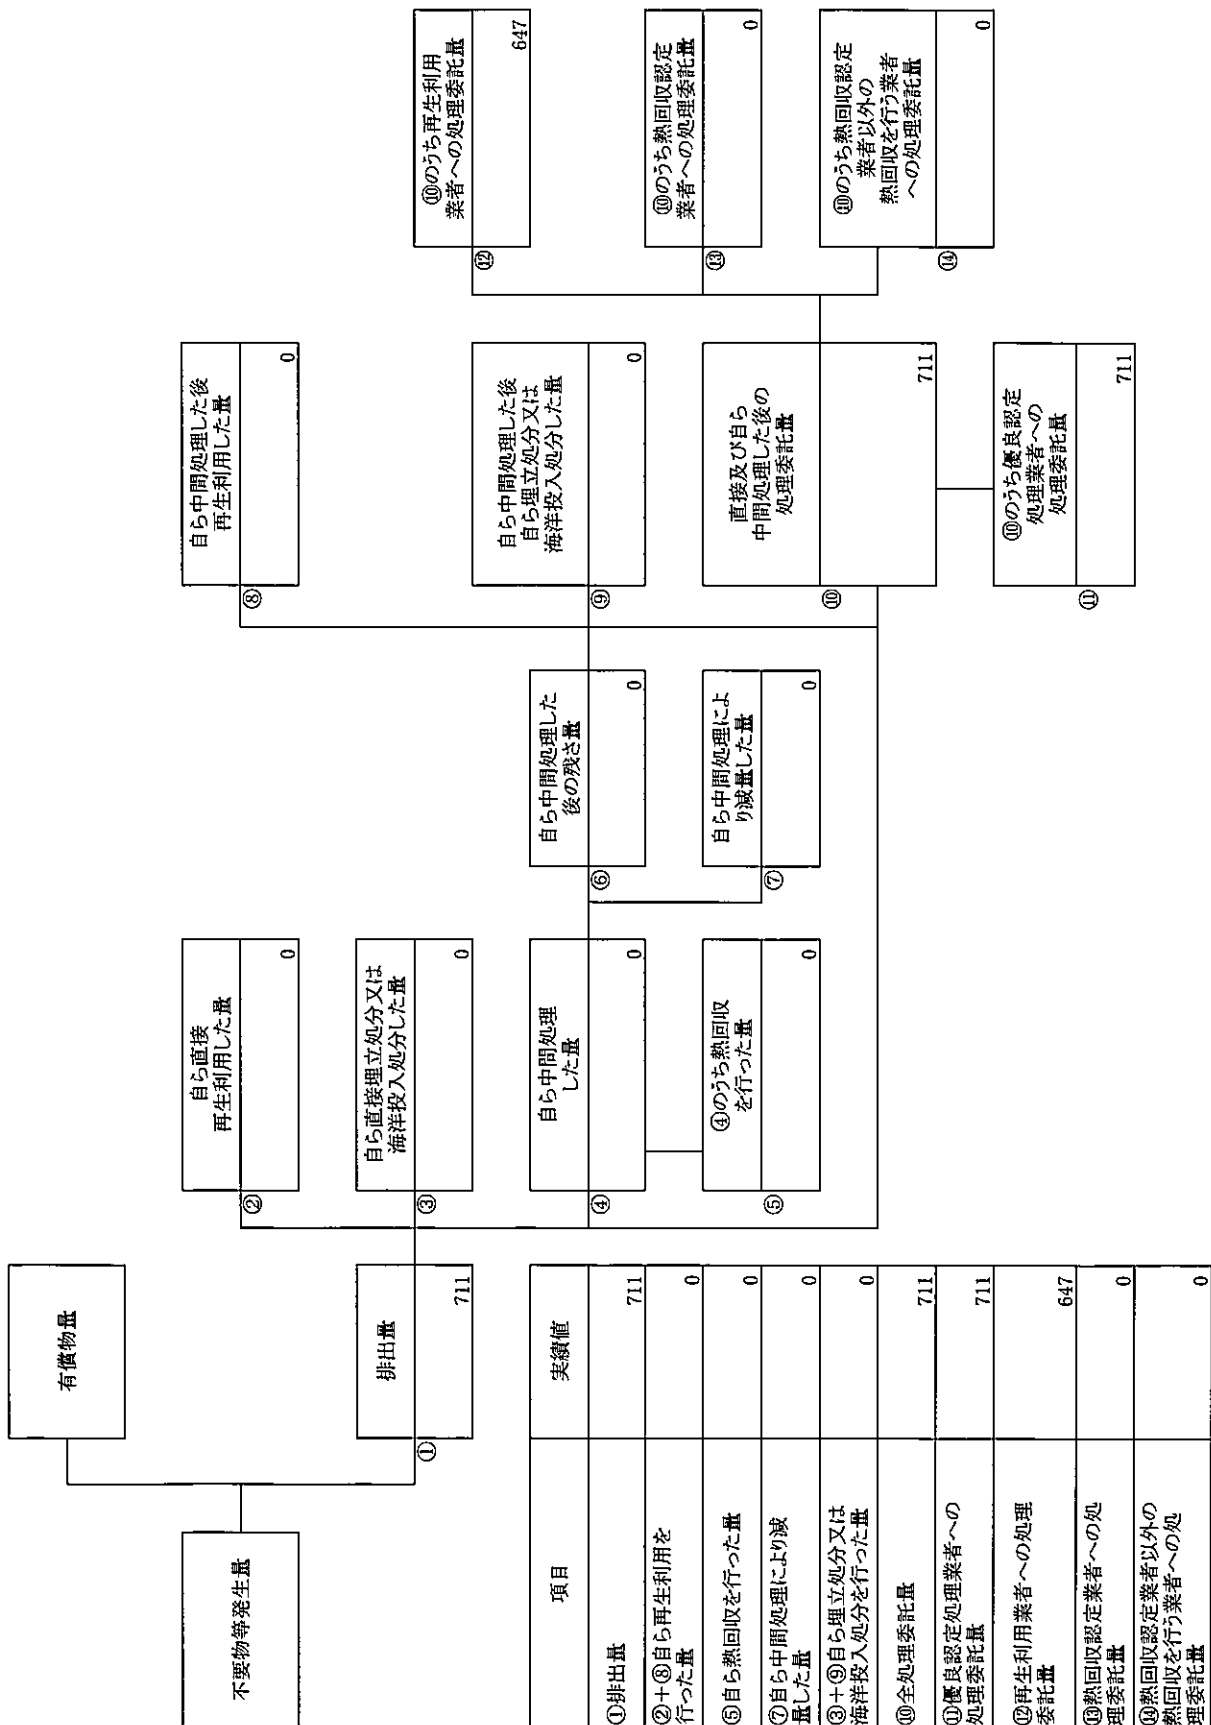 不要物等発生量
有償物量
①
排出量
711
②
自ら直接
再生利用した量
0
③
自ら直接埋立処分又は
海洋投入処分した量
0
④
自ら中間処理
した量
0
⑤
④のうち熱回収
を行った量
0
⑥
自ら中間処理した
後の残さ量
0
⑦
自ら中間処理によ
り減量した量
0
⑧
自ら中間処理した後
再生利用した量
0
⑨
自ら中間処理した後
自ら埋立処分又は
海洋投入処分した量
0
⑩
直接及び自ら
中間処理した後の
処理委託量
711
⑪
⑩のうち優良認定
処理業者への
処理委託量
711
⑫
⑩のうち再生利用
業者への処理委託量
647
⑬
⑩のうち熱回収認定
業者への処理委託量
0
⑭
⑩のうち熱回収認定
業者以外の
熱回収を行う業者
への処理委託量
0
項目
実績値
①排出量
711
②+⑧自ら再生利用を
行った量
0
⑤自ら熱回収を行った量
0
⑦自ら中間処理により減
量した量
0
③+⑨自ら埋立処分又は
海洋投入処分を行った量
0
⑩全処理委託量
711
⑪優良認定処理業者への
処理委託量
711
⑫再生利用業者への処理
委託量
647
⑬熱回収認定業者への処
理委託量
0
⑭熱回収認定業者以外の
熱回収を行う業者への処
理委託量
0